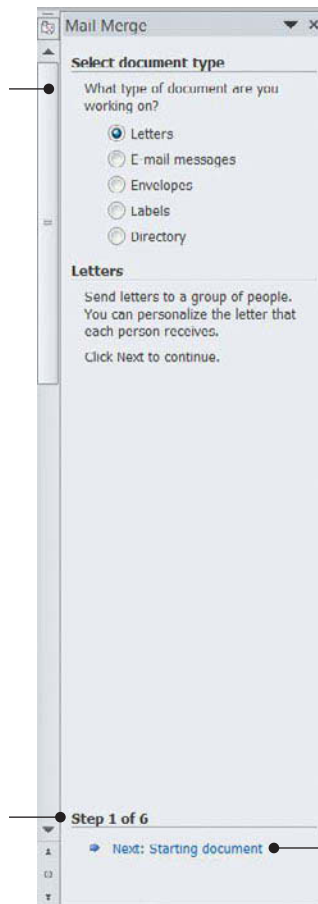 Mail Merge
Select document type
What type of document are you
working on?
Letters
E-mail messages
Envelopes
Labels
Directory
Letters
Send letters to a group of people.
You can personalize the letter that
each person receives.
Click Next to continue.
Step 1 of 6
Next: Starting document